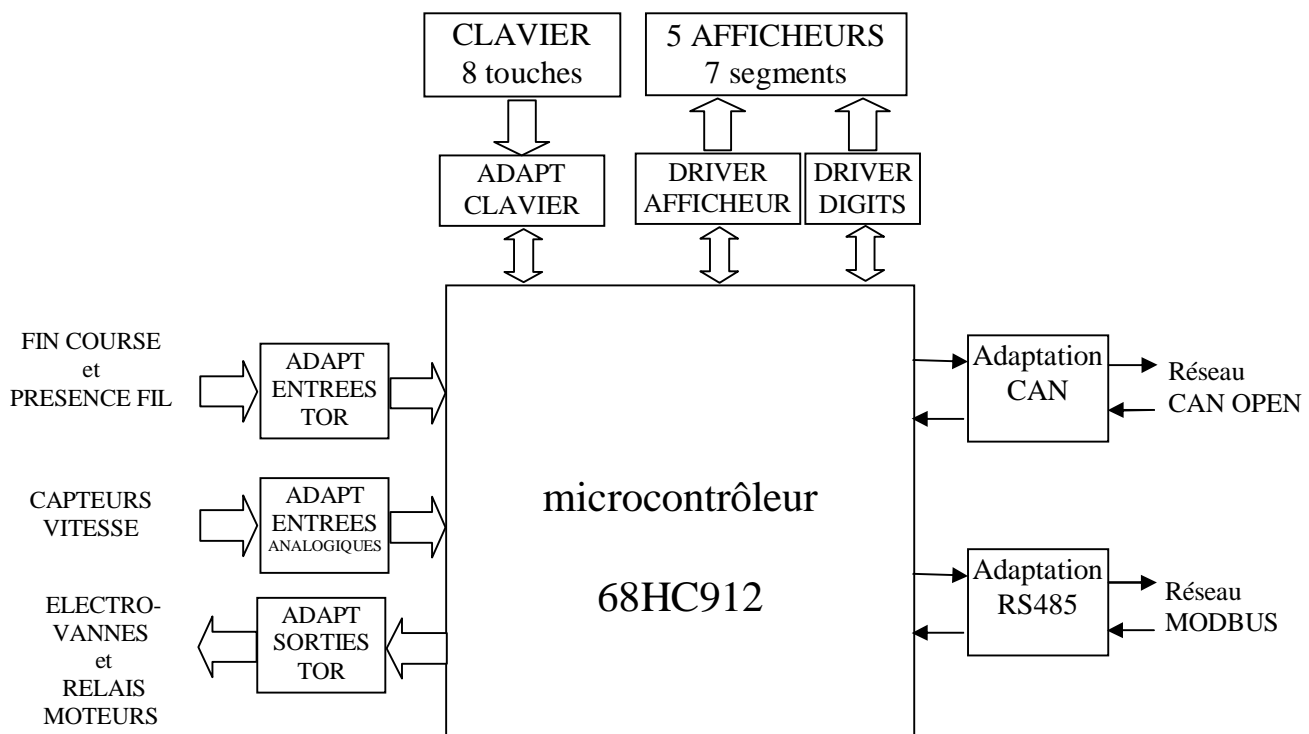 CLAVIER
8 touches
5 AFFICHEURS
7 segments
ADAPT
CLAVIER
DRIVER
AFFICHEUR
DRIVER
DIGITS
FIN COURSE
et
PRESENCE FIL
ADAPT
ENTREES
TOR
CAPTEURS
VITESSE
ADAPT
ENTREES
ANALOGIQUES
ELECTRO-
VANNES
et
RELAIS
MOTEURS
ADAPT
SORTIES
TOR
microcontrôleur
68HC912
Adaptation
CAN
Réseau
CAN OPEN
Adaptation
RS485
Réseau
MODBUS